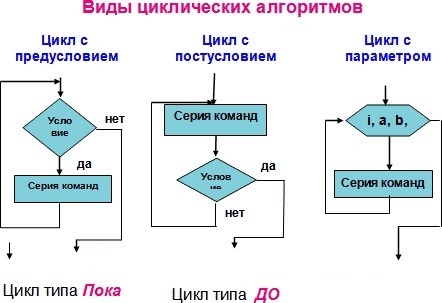 Виды циклических алгоритмов
Цикл с
предусловием
Цикл с
постусловием
Цикл с
параметром
Усло
вие
нет
да
Серия команд
Серия команд
Услов
ие
да
нет
i, a, b,
Серия команд
Цикл типа Пока
Цикл типа ДО